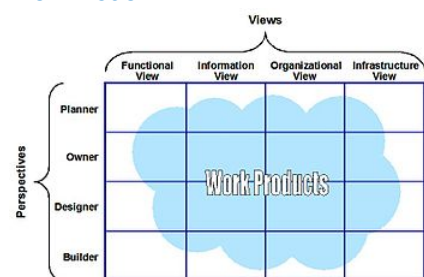 Views
Functional View
Information View
Organizational View
Infrastructure View
Perspectives
Planner
Owner
Designer
Builder
Work Products